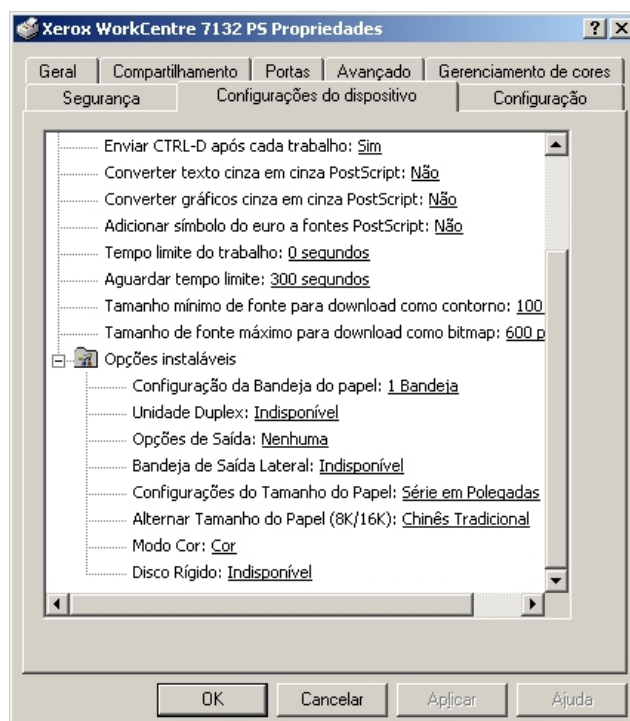 Xerox WorkCentre 7132 PS Propriedades
Geral Compartilhamento Portas Avançado Gerenciamento de cores
Segurança Configurações do dispositivo Configuração
Enviar CTRL-D após cada trabalho: Sim
Converter texto cinza em cinza PostScript: Não
Converter gráficos cinza em cinza PostScript: Não
Adicionar símbolo do euro a fontes PostScript: Não
Tempo limite do trabalho: 0 segundos
Aguardar tempo limite: 300 segundos
Tamanho mínimo de fonte para download como contorno: 100
Tamanho de fonte máximo para download como bitmap: 600 p
Opções instaláveis
Configuração da Bandeja do papel: 1 Bandeja
Unidade Duplex: Indisponível
Opções de Saída: Nenhuma
Bandeja de Saída Lateral: Indisponível
Configurações do Tamanho do Papel: Série em Polegadas
Alternar Tamanho do Papel (8K/16K): Chinês Tradicional
Modo Cor: Cor
Disco Rígido: Indisponível
OK Cancelar Aplicar Ajuda